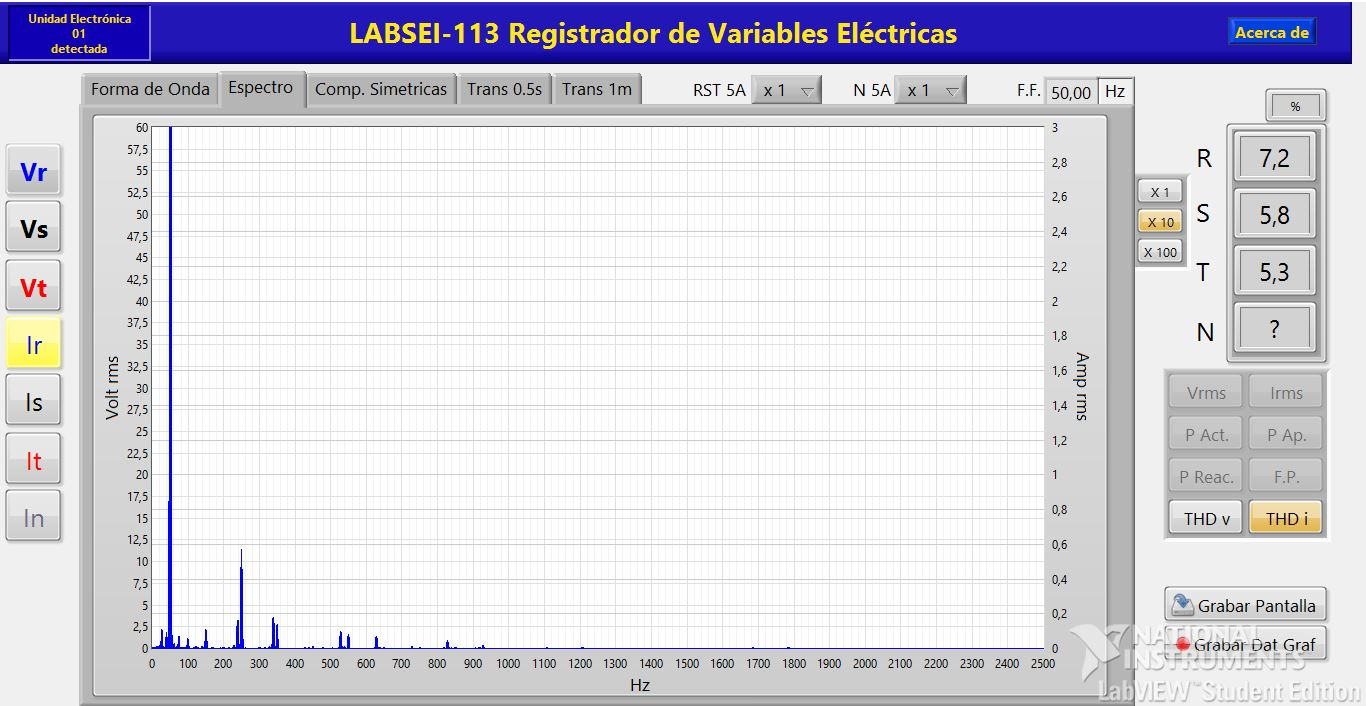 Unidad Electrónica
01
detectada
LABSEI-113 Registrador de Variables Eléctricas
Acerca de
Forma de Onda
Espectro
Comp. Simetricas
Trans 0.5s
Trans 1m
RST 5A
x 1
N 5A
x 1
F.F.
50,00
Hz
Vr
Vs
Vt
Ir
Is
It
In
Volt rms
60
57,5
55
52,5
50
47,5
45
42,5
40
37,5
35
32,5
30
27,5
25
22,5
20
17,5
15
12,5
10
7,5
5
2,5
0
0 100 200 300 400 500 600 700 800 900 1000 1100 1200 1300 1400 1500 1600 1700 1800 1900 2000 2100 2200 2300 2400 2500
Hz
3
2,8
2,6
2,4
2,2
2
1,8
1,6
1,4
1,2
1
0,8
0,6
0,4
0,2
0
Amp rms
X 1
X 10
X 100
%
R 7,2
S 5,8
T 5,3
N ?
Vrms Irms
P Act. P Ap.
P Reac. F.P.
THD v THD i
Grabar Pantalla
Grabar Dat Graf
NATIONAL
INSTRUMENTS
LabVIEW™ Student Edition